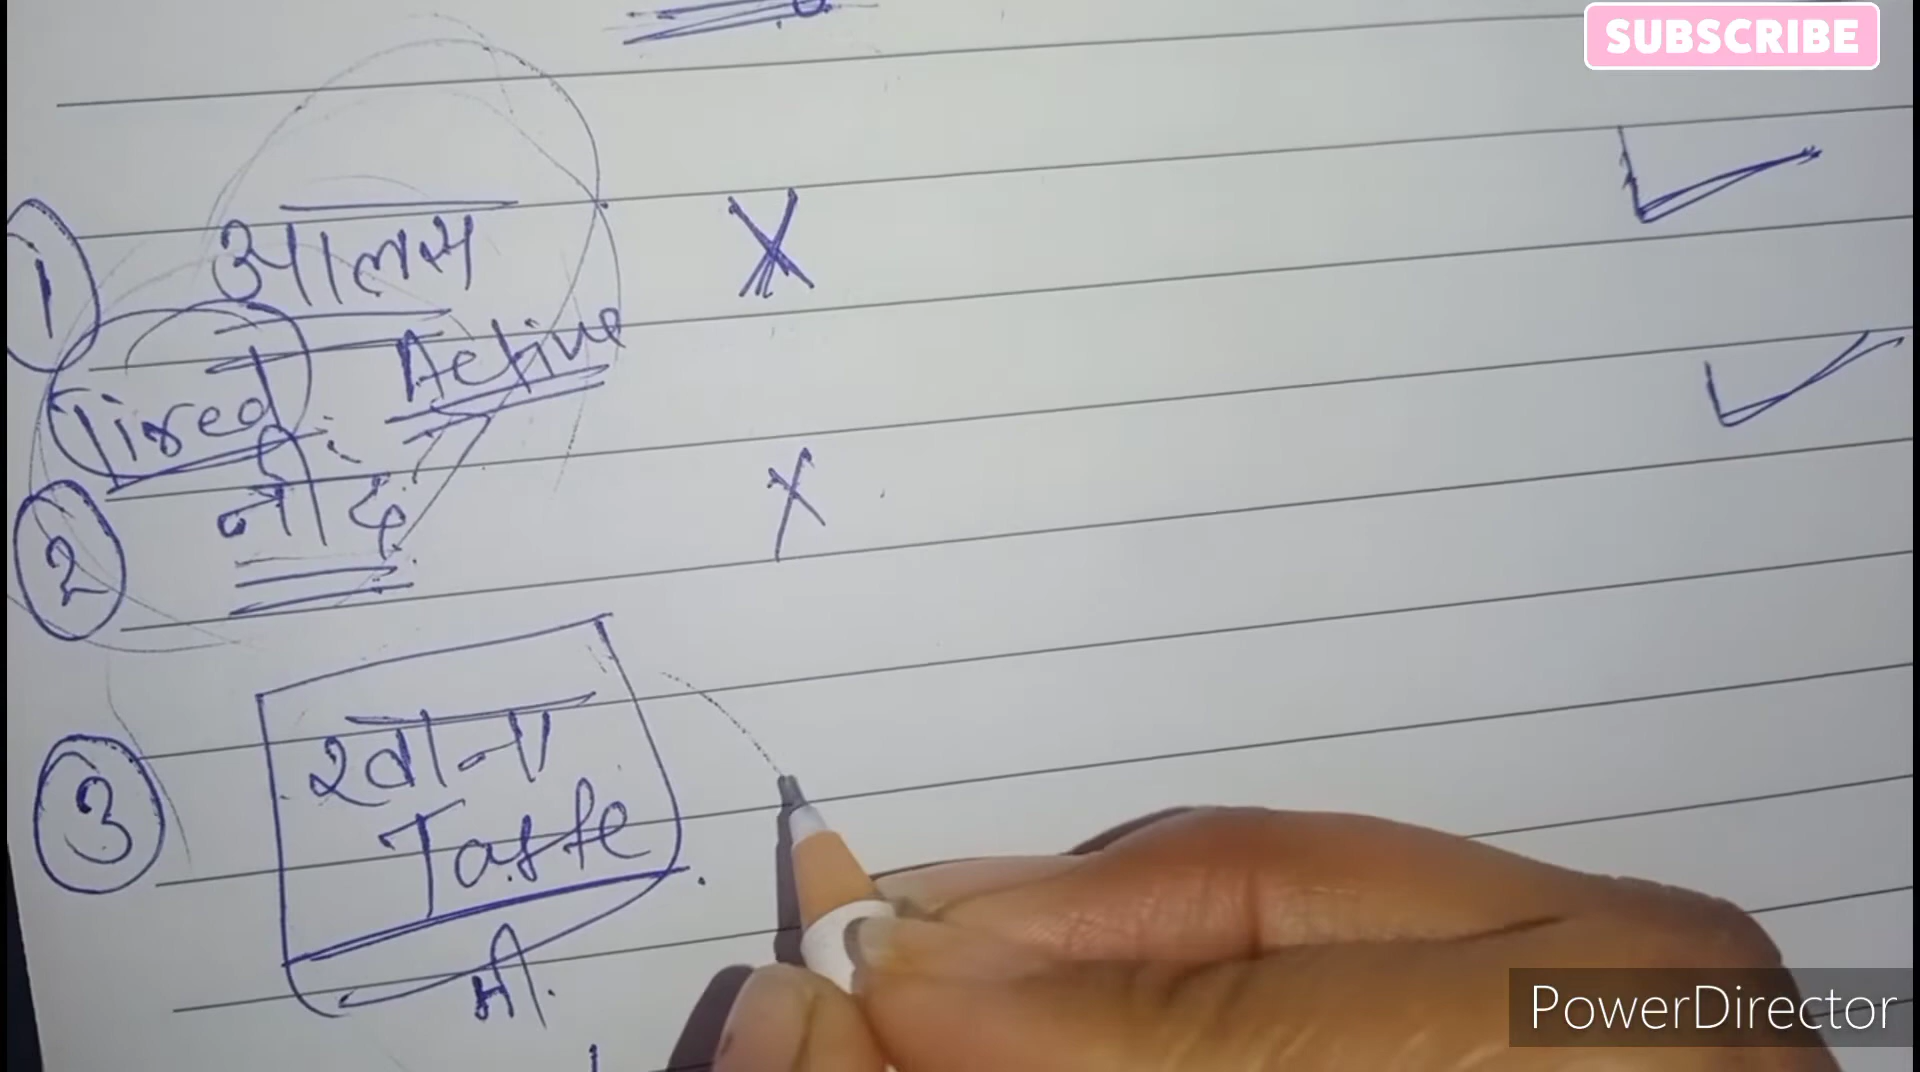 SUBSCRIBE
1 आलस X
Tired Active
2 नींद X
3 खाना
Taste
PowerDirector